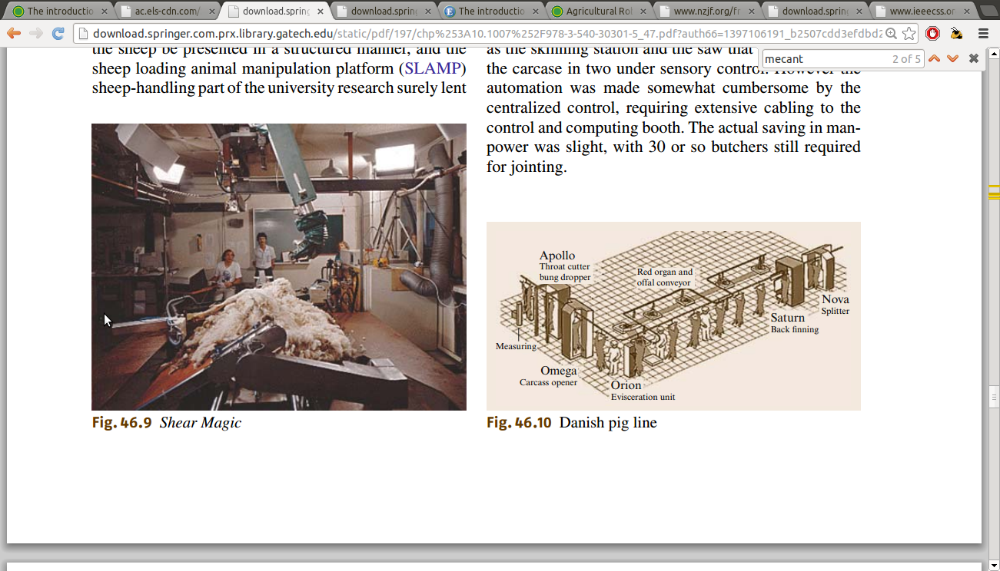 The introductio
ac.els-cdn.com/
download.spring
download.spring
The introductio
Agricultural Rol
www.nzjf.org/fr
download.spring
www.ieeecss.or
download.springer.com.prx.library.gatech.edu/static/pdf/197/chp%253A10.1007%252F978-3-540-30301-5_47.pdf?auth66=1397106191_b2507cdd3efdbd2
mecant 2 of 5
the sheep be presented in a structured manner, and the
sheep loading animal manipulation platform (SLAMP)
sheep-handling part of the university research surely lent
Fig. 46.9 Shear Magic
as the skinning station and the saw that
the carcase in two under sensory control. However the
automation was made somewhat cumbersome by the
centralized control, requiring extensive cabling to the
control and computing booth. The actual saving in man-
power was slight, with 30 or so butchers still required
for jointing.
Apollo
Throat cutter
bung dropper
Red organ and
offal conveyor
Nova
Splitter
Saturn
Back finning
Measuring
Omega
Carcass opener
Orion
Evisceration unit
Fig. 46.10 Danish pig line